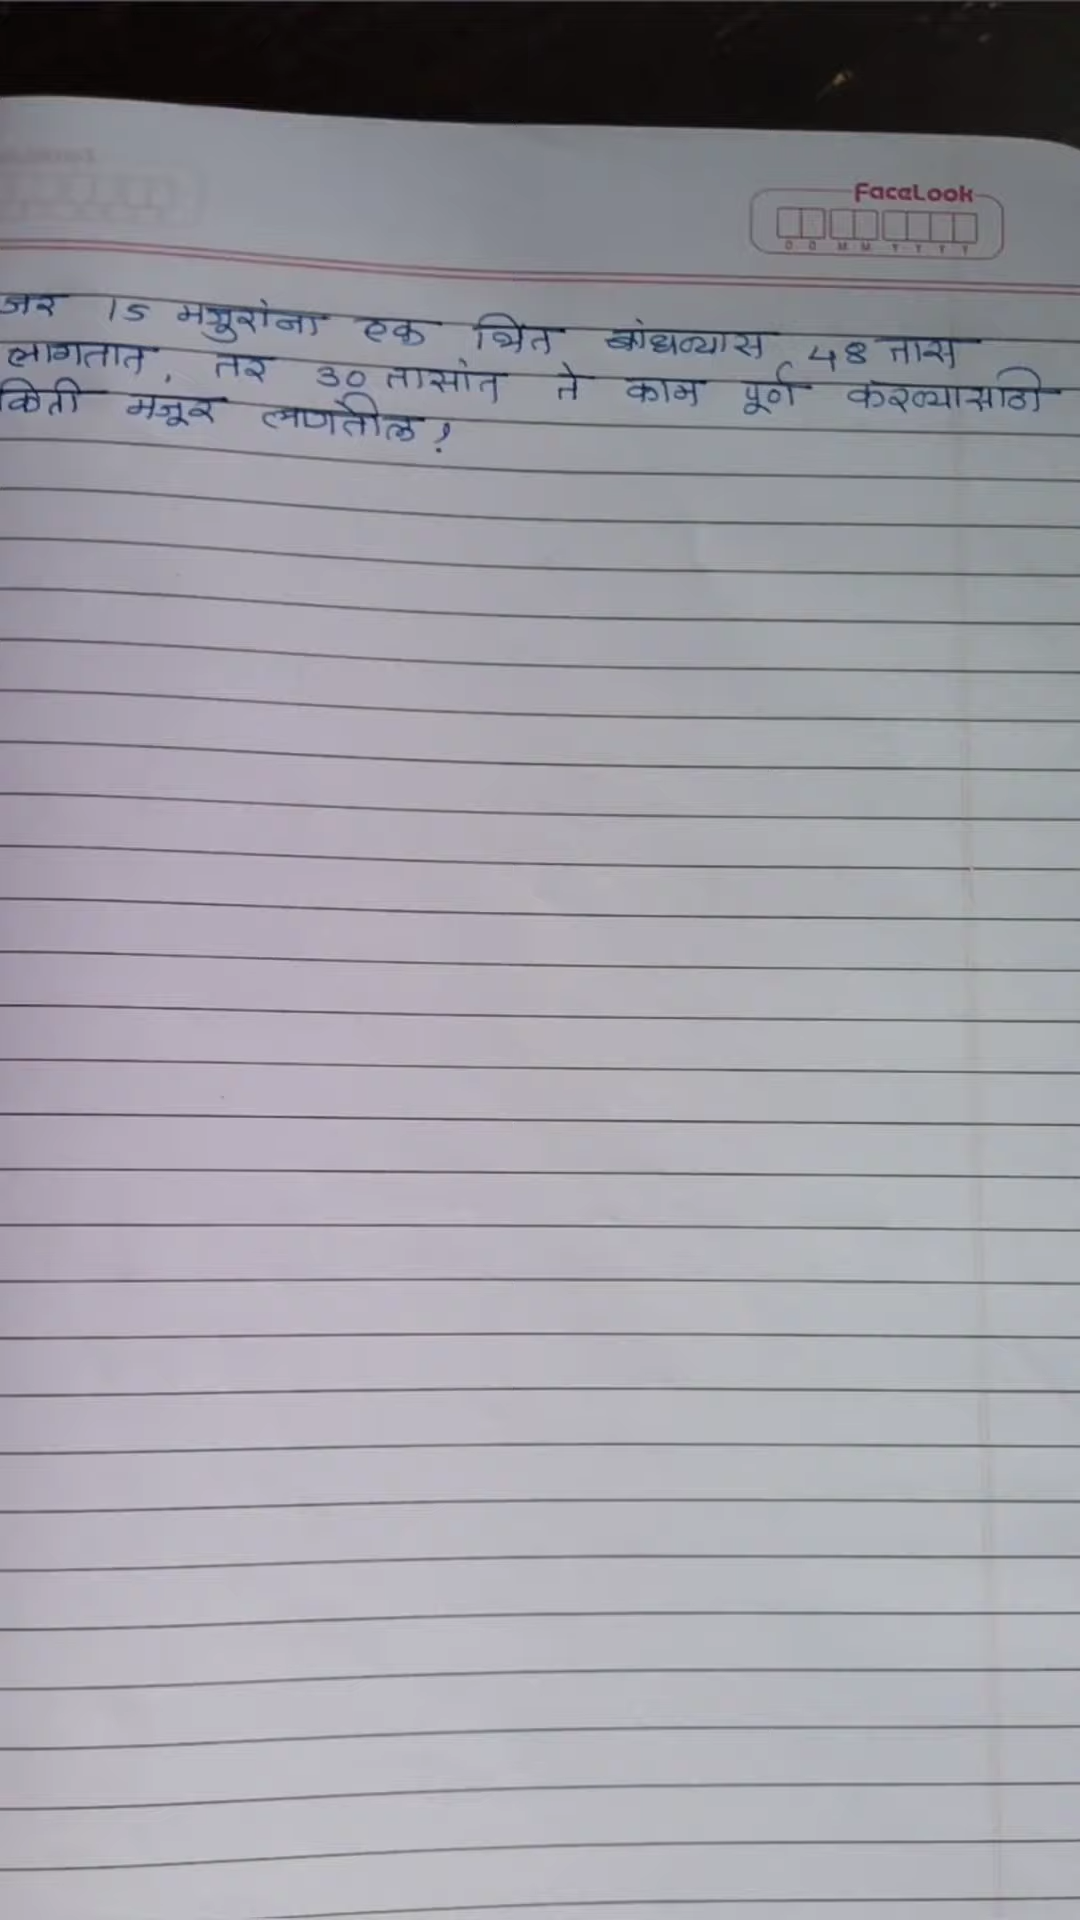 FaceLook
D D M M Y Y Y Y
जर 15 मजुरांना एक भिंत बांधण्यास 48 तास
लागतात, तर 30 तासांत ते काम पूर्ण करण्यासाठी
किती मजूर लागतील?